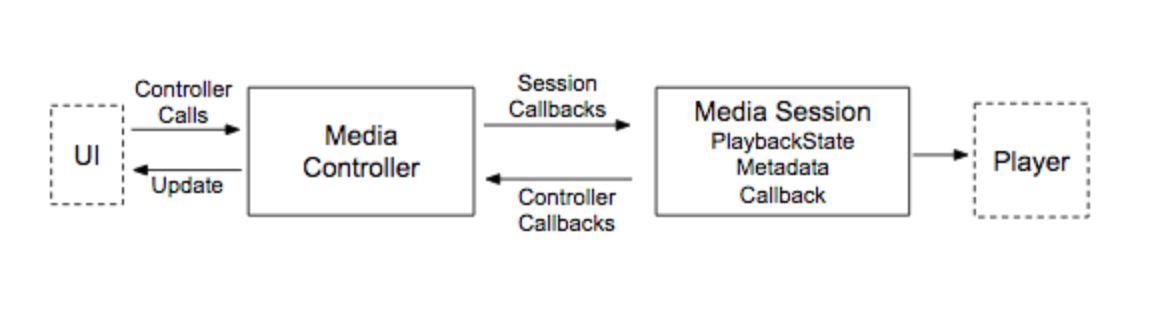 UI
Controller
Calls
Update
Media
Controller
Session
Callbacks
Controller
Callbacks
Media Session
PlaybackState
Metadata
Callback
Player